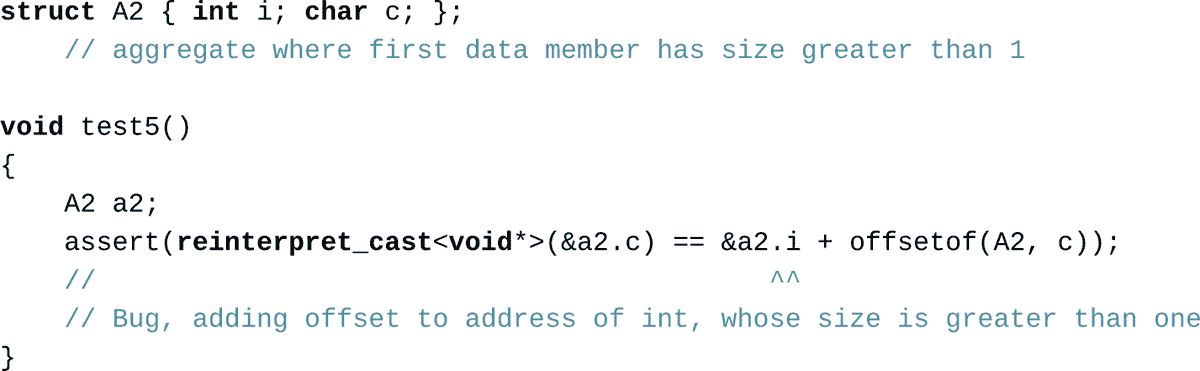 struct A2 { int i; char c; };
    // aggregate where first data member has size greater than 1

void test5()
{
    A2 a2;
    assert(reinterpret_cast<void*>(&a2.c) == &a2.i + offsetof(A2, c));
    //                                          ^^
    // Bug, adding offset to address of int, whose size is greater than one
}